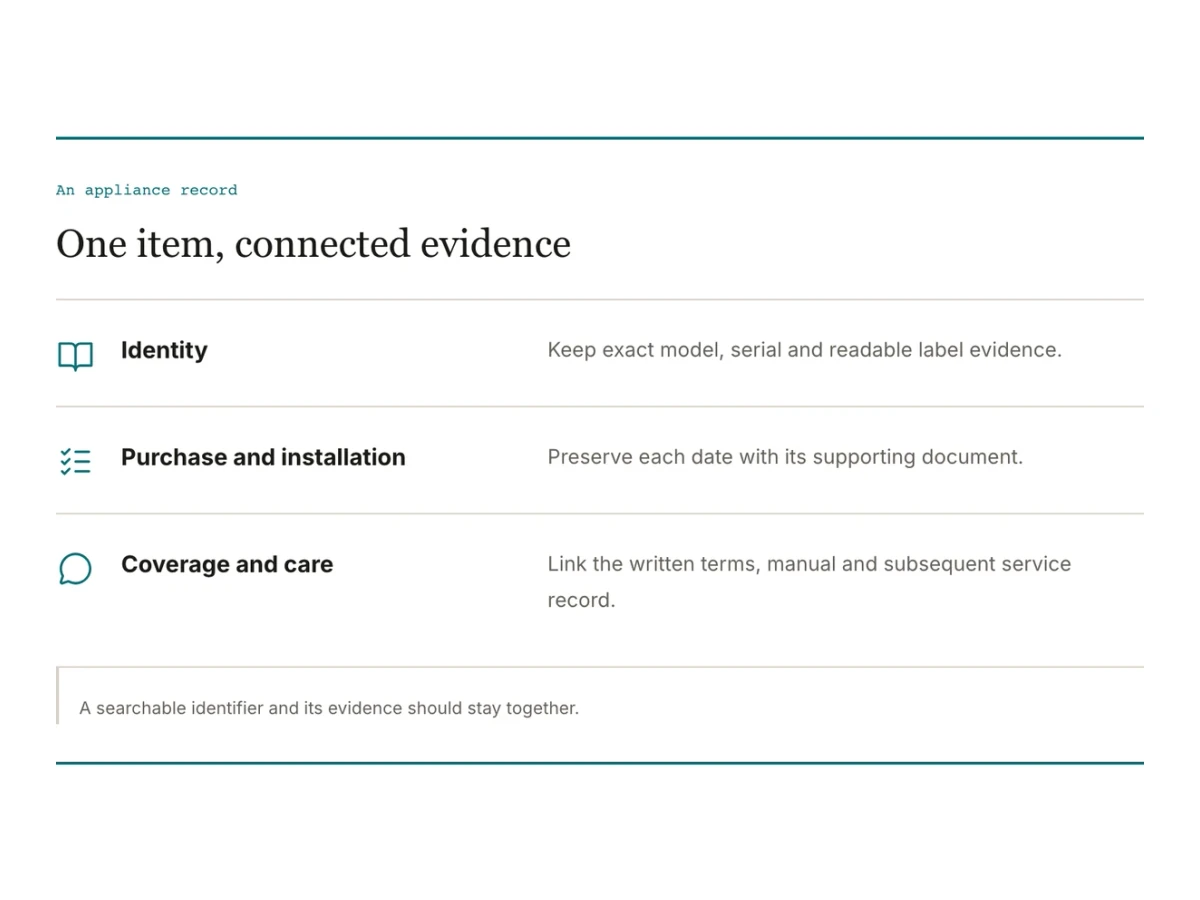 An appliance record
One item, connected evidence
Identity
Keep exact model, serial and readable label evidence.
Purchase and installation
Preserve each date with its supporting document.
Coverage and care
Link the written terms, manual and subsequent service
record.
A searchable identifier and its evidence should stay together.